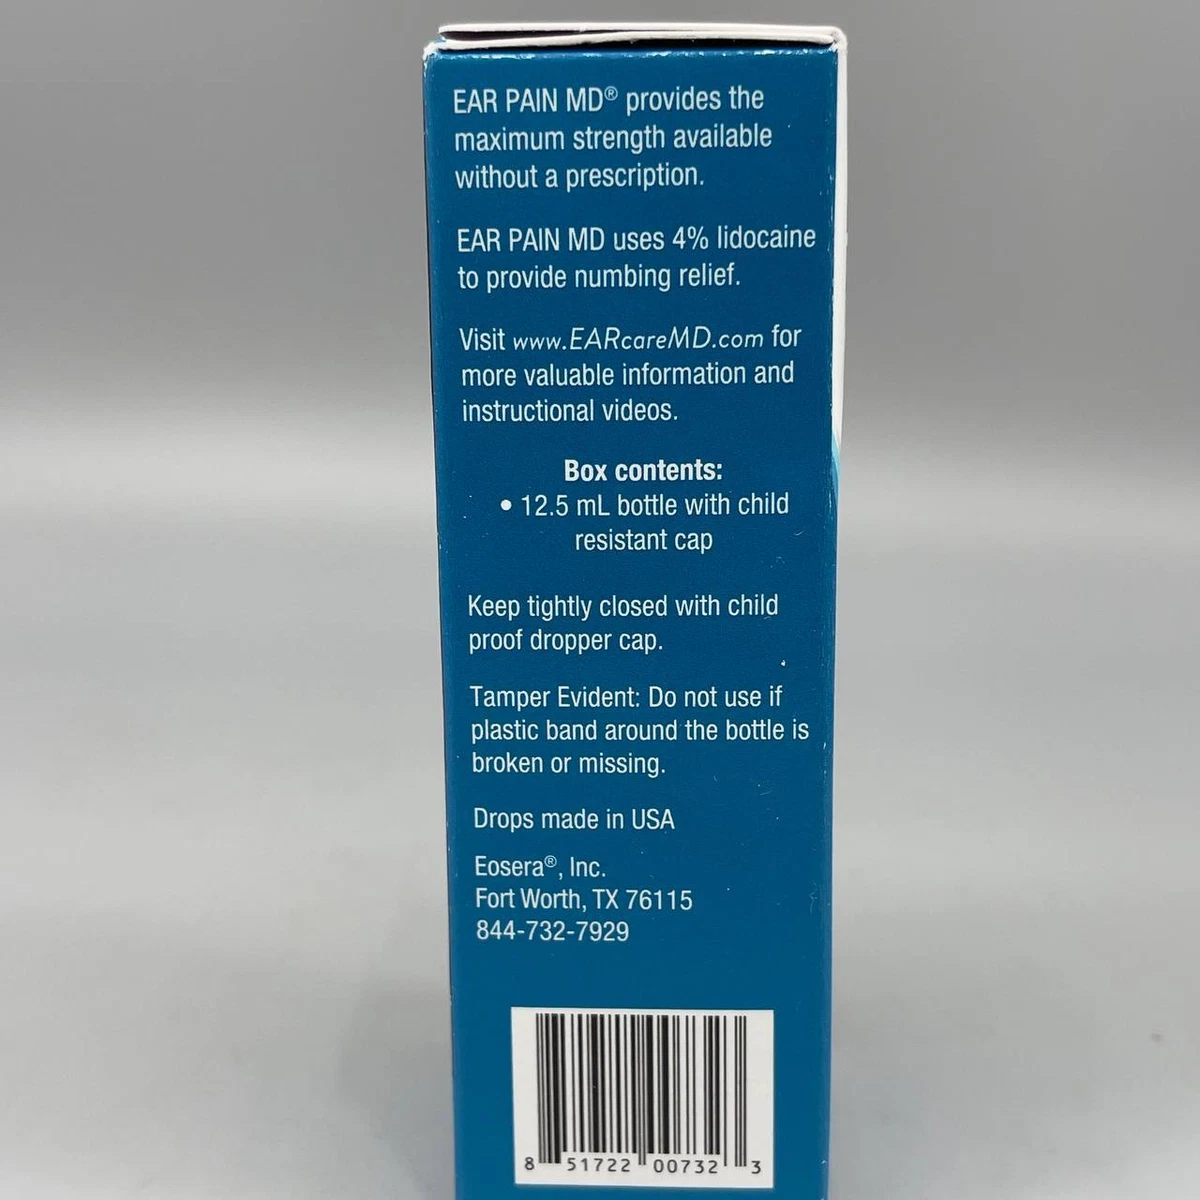 EAR PAIN MD® provides the
maximum strength available
without a prescription.
EAR PAIN MD uses 4% lidocaine
to provide numbing relief.
Visit www.EARcareMD.com for
more valuable information and
instructional videos.
Box contents:
• 12.5 mL bottle with child
resistant cap
Keep tightly closed with child
proof dropper cap.
Tamper Evident: Do not use if
plastic band around the bottle is
broken or missing.
Drops made in USA
Eosera®, Inc.
Fort Worth, TX 76115
844-732-7929
8 51722 00732 3